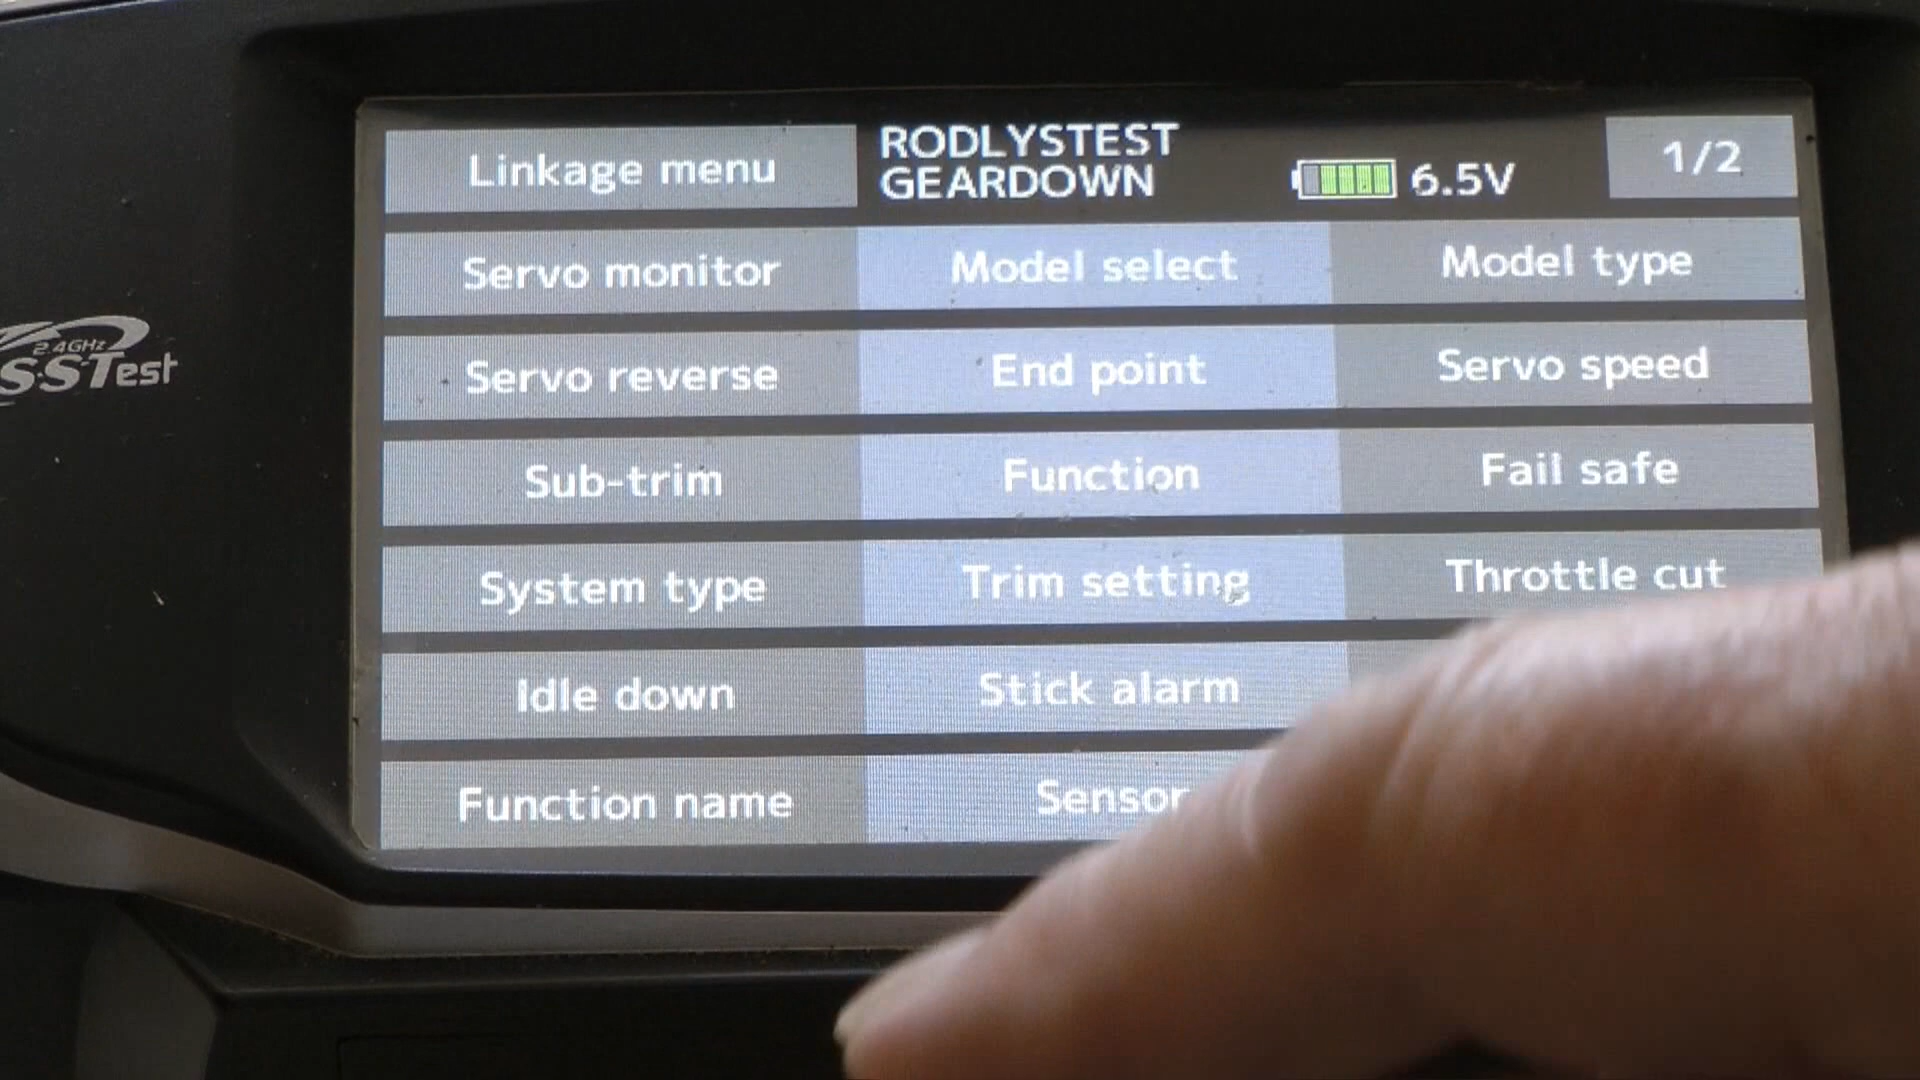 Linkage menu
RODLYSTEST
GEARDOWN
6.5V
1/2
Servo monitor
Model select
Model type
Servo reverse
End point
Servo speed
Sub-trim
Function
Fail safe
System type
Trim setting
Throttle cut
Idle down
Stick alarm
Function name
Sensor
2.4GHz
S·STest